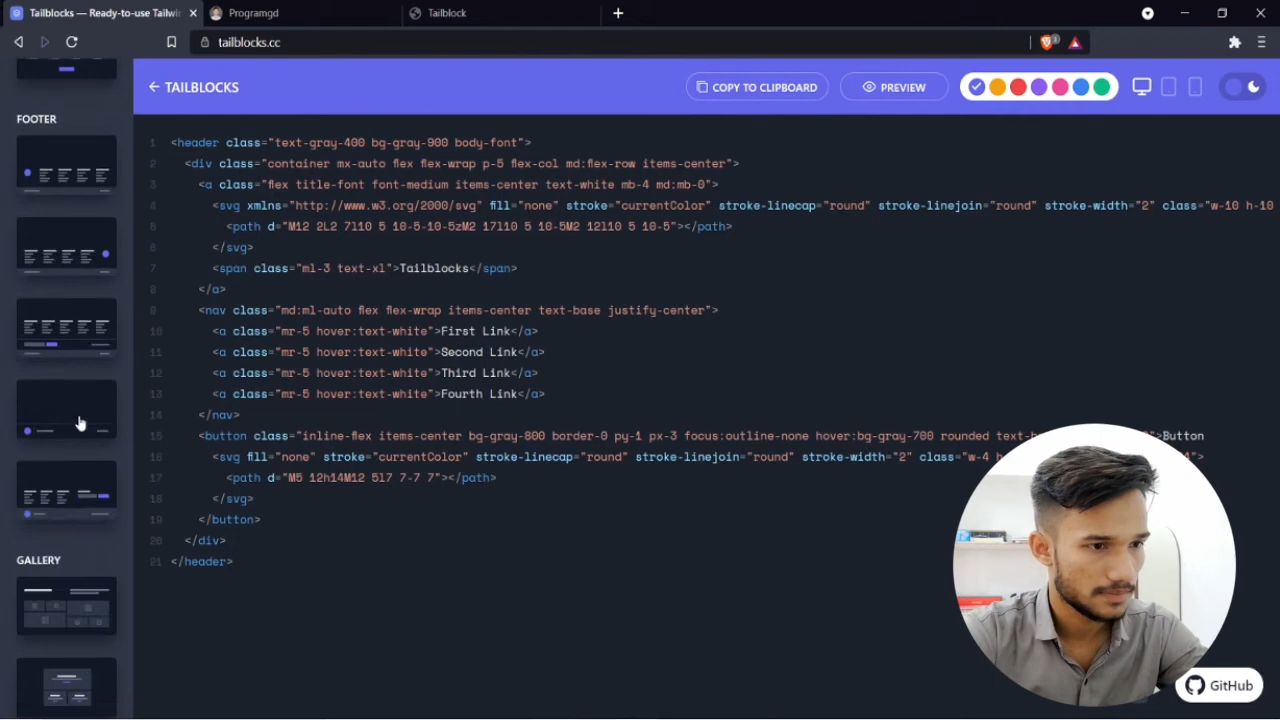 Tailblocks — Ready-to-use Tailwi
Programgd
Tailblock
tailblocks.cc
3
FOOTER
GALLERY
← TAILBLOCKS
COPY TO CLIPBOARD
PREVIEW
1 <header class="text-gray-400 bg-gray-900 body-font">
2 <div class="container mx-auto flex flex-wrap p-5 flex-col md:flex-row items-center">
3 <a class="flex title-font font-medium items-center text-white mb-4 md:mb-0">
4 <svg xmlns="http://www.w3.org/2000/svg" fill="none" stroke="currentColor" stroke-linecap="round" stroke-linejoin="round" stroke-width="2" class="w-10 h-10
5 <path d="M12 2L2 7l10 5 10-5-10-5zM2 17l10 5 10-5M2 12l10 5 10-5"></path>
6 </svg>
7 <span class="ml-3 text-xl">Tailblocks</span>
8 </a>
9 <nav class="md:ml-auto flex flex-wrap items-center text-base justify-center">
10 <a class="mr-5 hover:text-white">First Link</a>
11 <a class="mr-5 hover:text-white">Second Link</a>
12 <a class="mr-5 hover:text-white">Third Link</a>
13 <a class="mr-5 hover:text-white">Fourth Link</a>
14 </nav>
15 <button class="inline-flex items-center bg-gray-800 border-0 py-1 px-3 focus:outline-none hover:bg-gray-700 rounded text-b >Button
16 <svg fill="none" stroke="currentColor" stroke-linecap="round" stroke-linejoin="round" stroke-width="2" class="w-4 h
17 <path d="M5 12h14M12 5l7 7-7 7"></path>
18 </svg>
19 </button>
20 </div>
21 </header>
GitHub